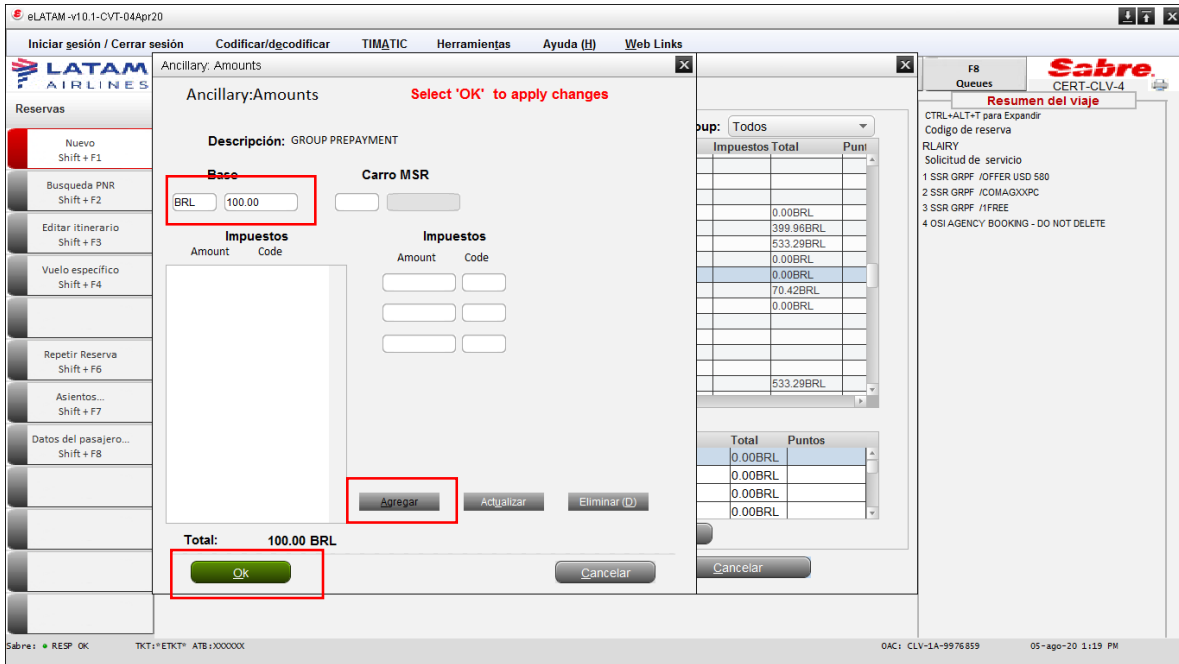 eLATAM -v10.1-CVT-04Apr20
Iniciar sesión / Cerrar sesión Codificar/decodificar TIMATIC Herramientas Ayuda (H) Web Links
LATAM
AIRLINES
Reservas
Nuevo
Shift + F1
Busqueda PNR
Shift + F2
Editar itinerario
Shift + F3
Vuelo específico
Shift + F4
Repetir Reserva
Shift + F6
Asientos...
Shift + F7
Datos del pasajero...
Shift + F8
Ancillary: Amounts
Ancillary:Amounts Select 'OK' to apply changes
Descripción: GROUP PREPAYMENT
Base Carro MSR
BRL 100.00
Impuestos Impuestos
Amount Code Amount Code
Agregar Actualizar Eliminar (D)
Total: 100.00 BRL
Ok Cancelar
oup: Todos
Impuestos Total Punt
0.00BRL
399.96BRL
533.29BRL
0.00BRL
0.00BRL
70.42BRL
0.00BRL
533.29BRL
Total Puntos
0.00BRL
0.00BRL
0.00BRL
0.00BRL
Cancelar
F8
Queues
Sabre.
CERT-CLV-4
Resumen del viaje
CTRL+ALT+T para Expandir
Codigo de reserva
RLAIRY
Solicitud de servicio
1 SSR GRPF /OFFER USD 580
2 SSR GRPF /COMAGXXPC
3 SSR GRPF /1FREE
4 OSI AGENCY BOOKING - DO NOT DELETE
Sabre: RESP OK TKT:*ETKT* ATB:XXXXXX OAC: CLV-1A-9976859 05-ago-20 1:19 PM